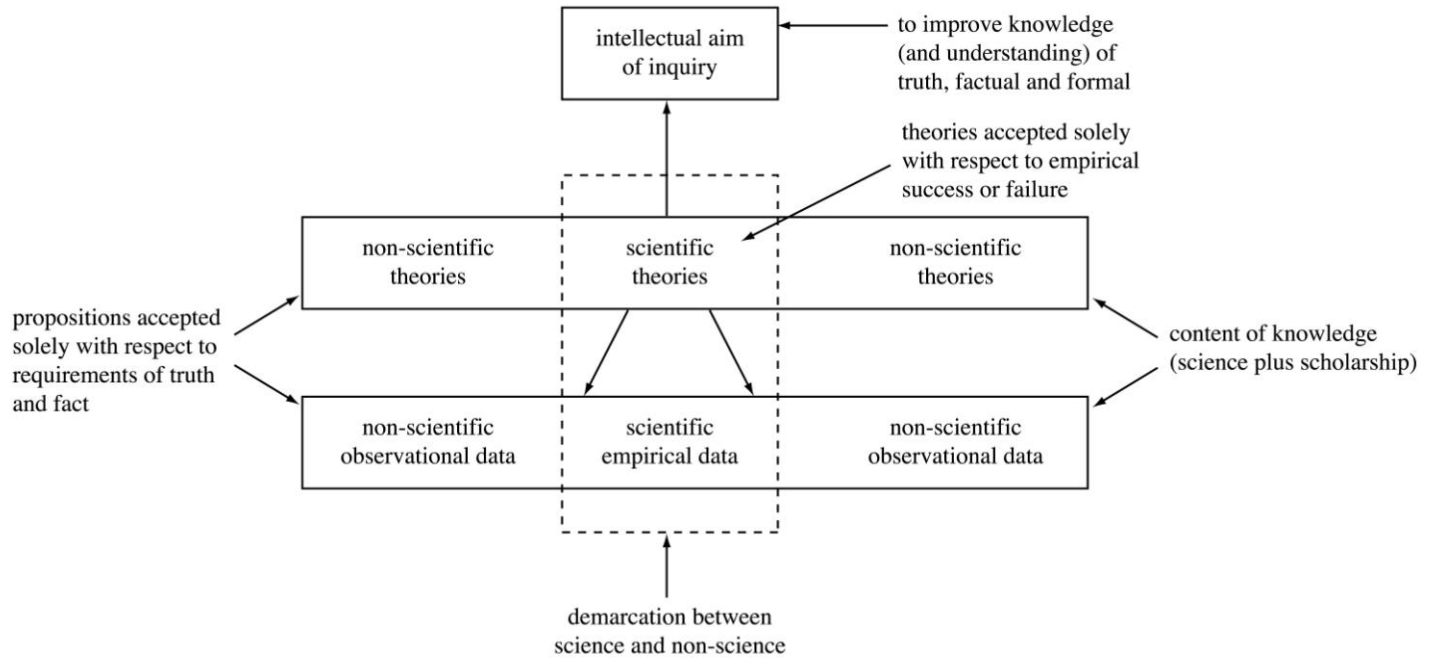 intellectual aim
of inquiry
to improve knowledge
(and understanding) of
truth, factual and formal
theories accepted solely
with respect to empirical
success or failure
non-scientific
theories
scientific
theories
non-scientific
theories
propositions accepted
solely with respect to
requirements of truth
and fact
content of knowledge
(science plus scholarship)
non-scientific
observational data
scientific
empirical data
non-scientific
observational data
demarcation between
science and non-science